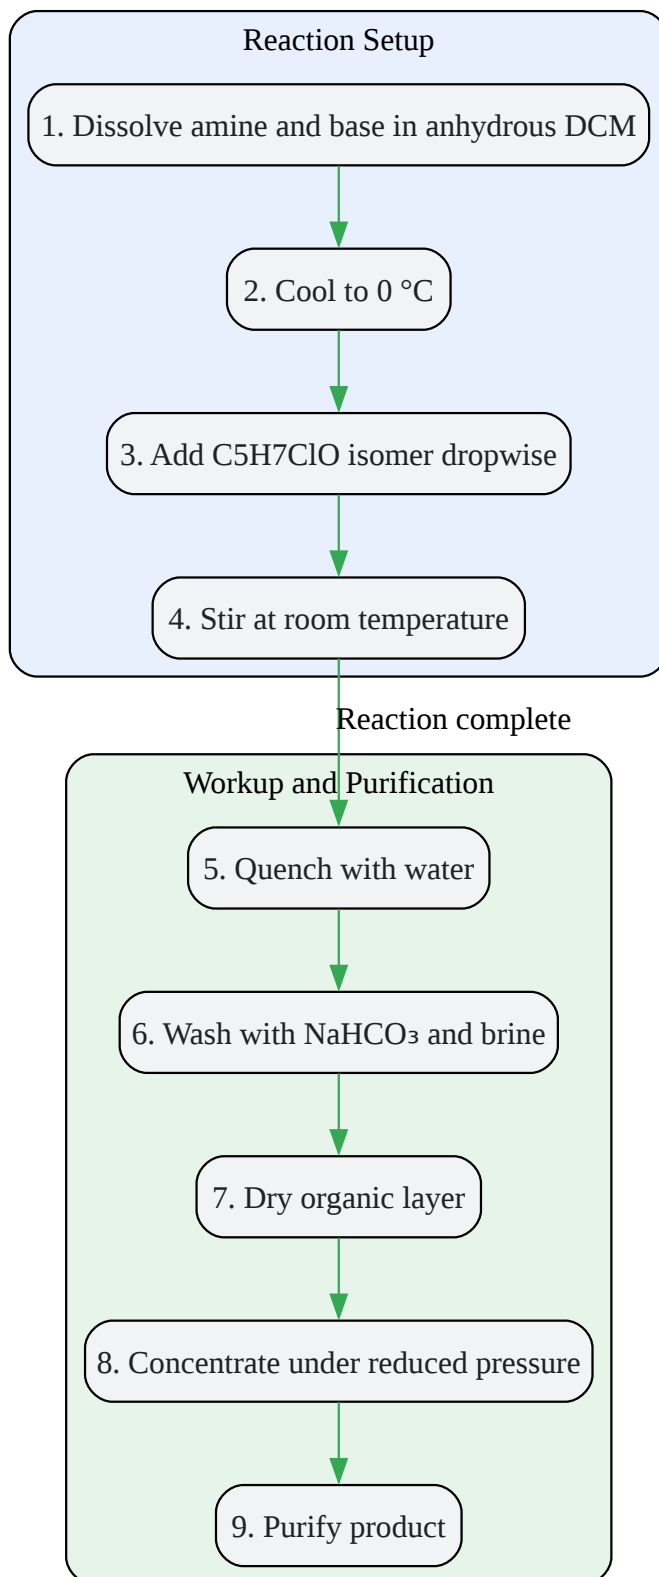 Reaction Setup
1. Dissolve amine and base in anhydrous DCM
2. Cool to 0 °C
3. Add C5H7ClO isomer dropwise
4. Stir at room temperature
Reaction complete
Workup and Purification
5. Quench with water
6. Wash with NaHCO₃ and brine
7. Dry organic layer
8. Concentrate under reduced pressure
9. Purify product